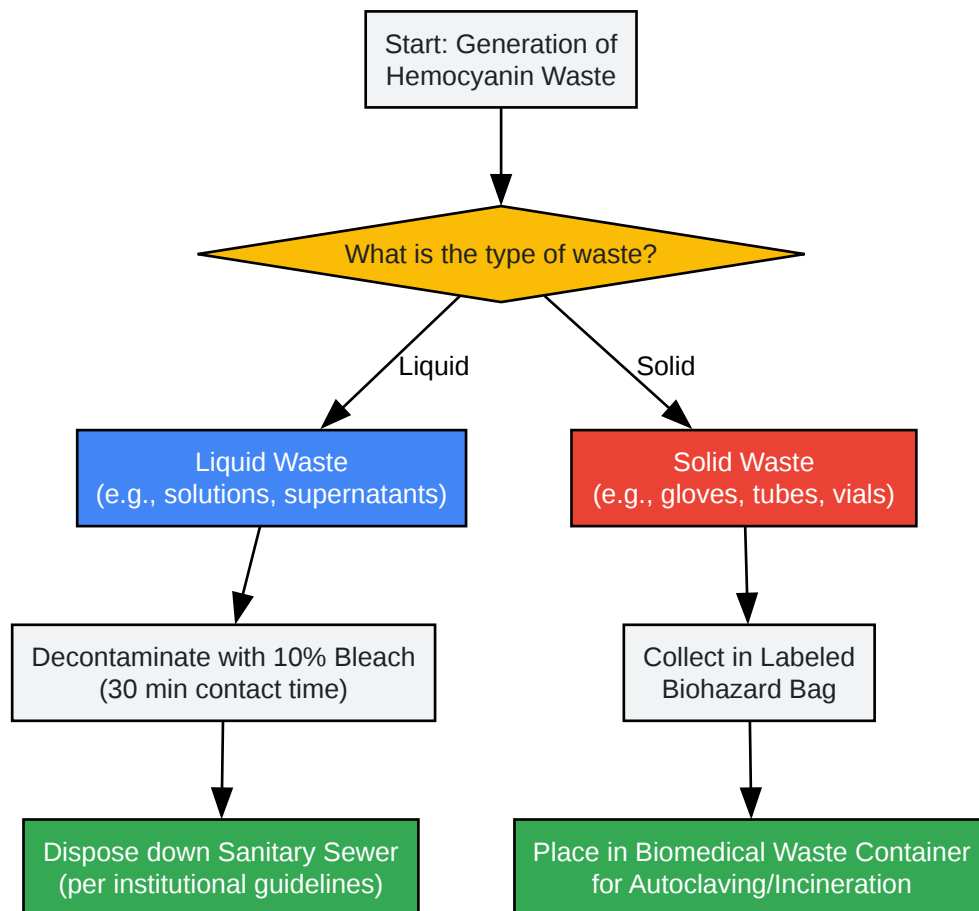 Start: Generation of
Hemocyanin Waste
What is the type of waste?
Liquid
Solid
Liquid Waste
(e.g., solutions, supernatants)
Solid Waste
(e.g., gloves, tubes, vials)
Decontaminate with 10% Bleach
(30 min contact time)
Collect in Labeled
Biohazard Bag
Dispose down Sanitary Sewer
(per institutional guidelines)
Place in Biomedical Waste Container
for Autoclaving/Incineration